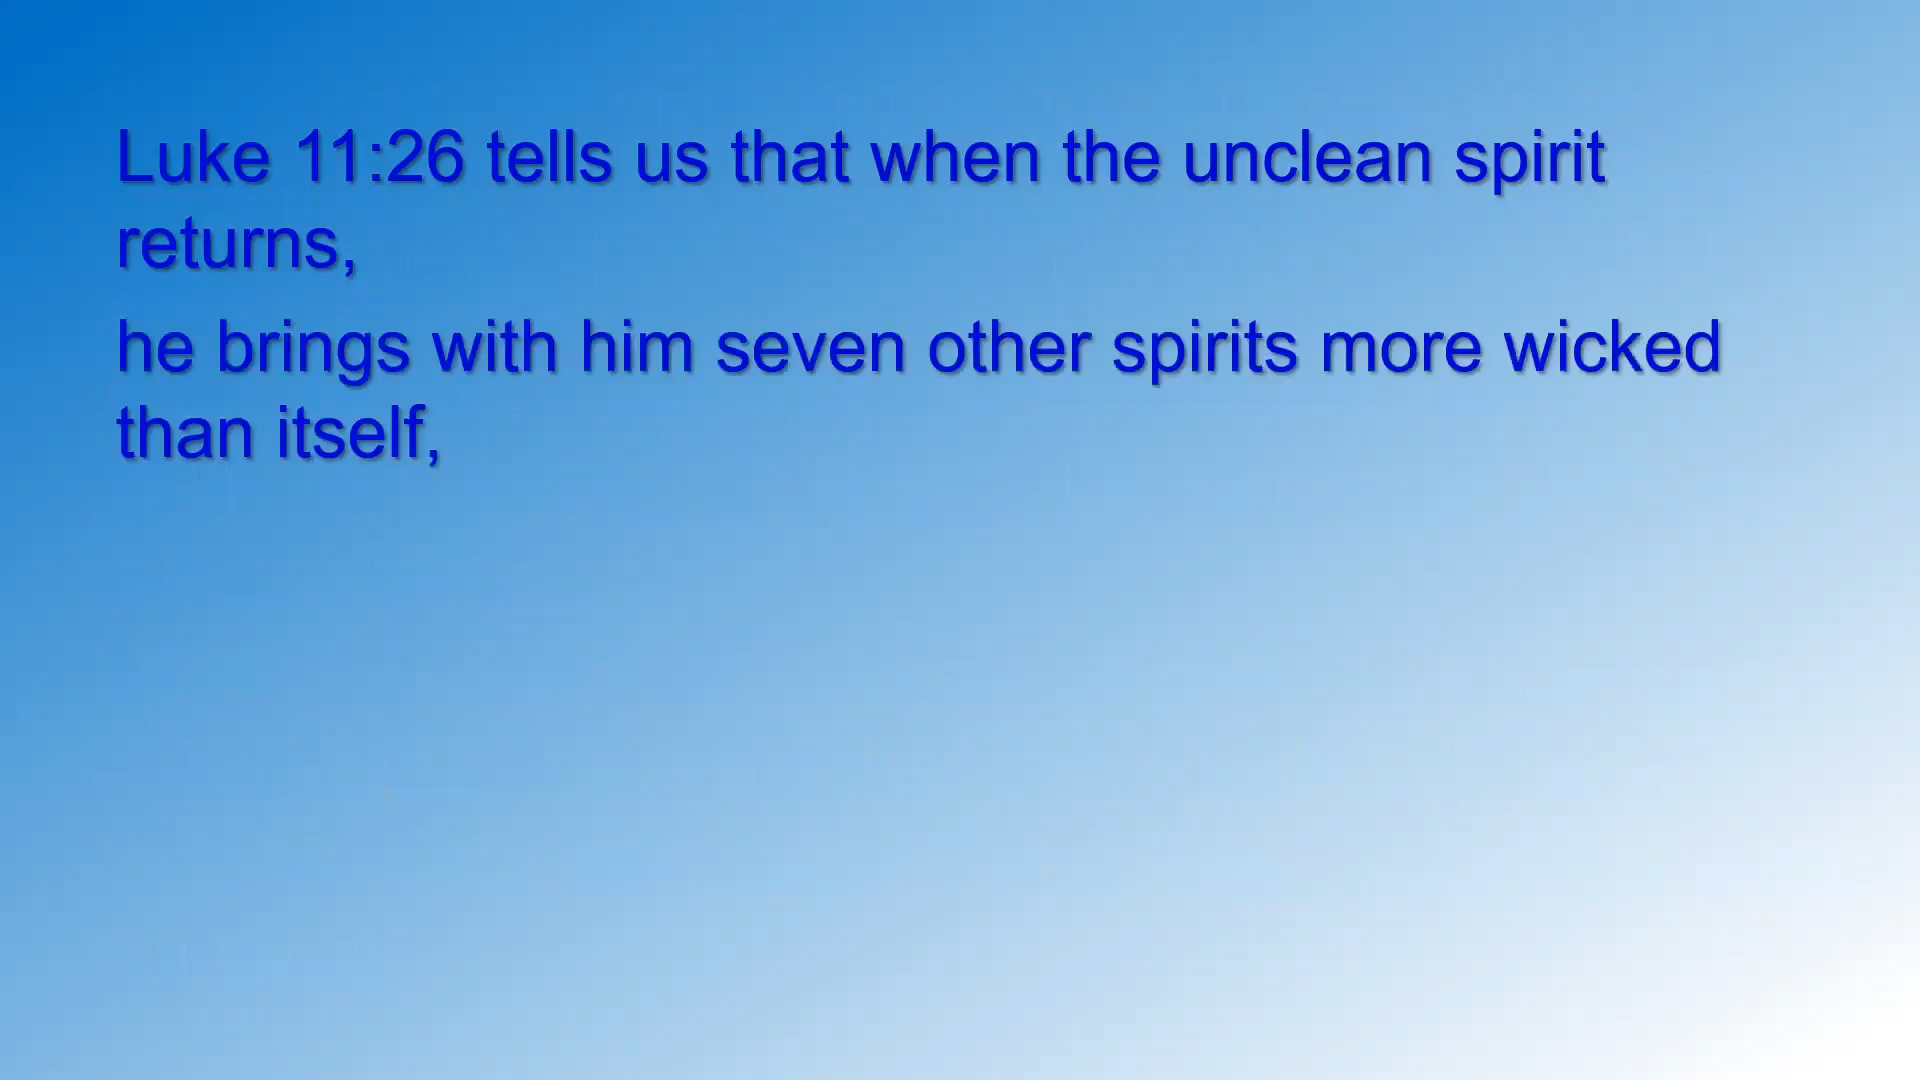 Luke 11:26 tells us that when the unclean spirit
returns,
he brings with him seven other spirits more wicked
than itself,